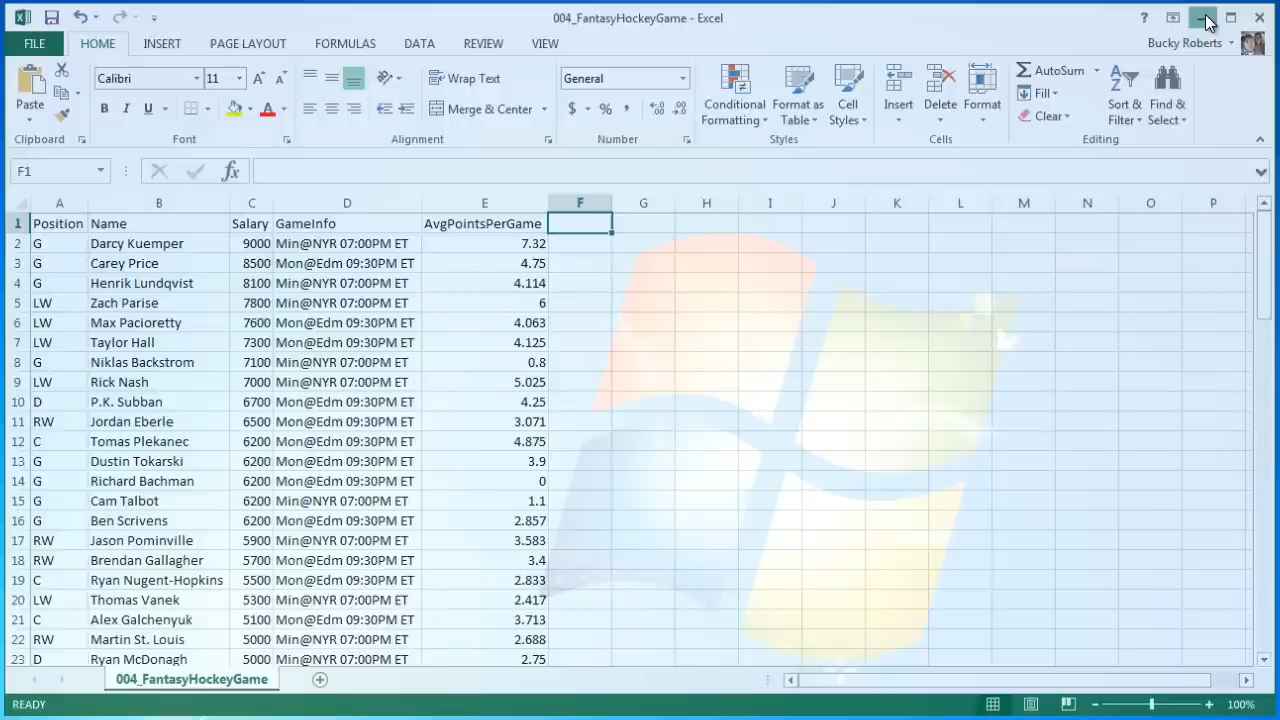 004_FantasyHockeyGame - Excel
FILE HOME INSERT PAGE LAYOUT FORMULAS DATA REVIEW VIEW Bucky Roberts
Paste
Calibri 11
B I U
Wrap Text
Merge & Center
General
$ % ,
Conditional Formatting
Format as Table
Cell Styles
Insert Delete Format
AutoSum
Fill
Clear
Sort & Filter
Find & Select
Clipboard Font Alignment Number Styles Cells Editing
F1 fx
A B C D E F G H I J K L M N O P
1 Position Name Salary GameInfo AvgPointsPerGame
2 G Darcy Kuemper 9000 Min@NYR 07:00PM ET 7.32
3 G Carey Price 8500 Mon@Edm 09:30PM ET 4.75
4 G Henrik Lundqvist 8100 Min@NYR 07:00PM ET 4.114
5 LW Zach Parise 7800 Min@NYR 07:00PM ET 6
6 LW Max Pacioretty 7600 Mon@Edm 09:30PM ET 4.063
7 LW Taylor Hall 7300 Mon@Edm 09:30PM ET 4.125
8 G Niklas Backstrom 7100 Min@NYR 07:00PM ET 0.8
9 LW Rick Nash 7000 Min@NYR 07:00PM ET 5.025
10 D P.K. Subban 6700 Mon@Edm 09:30PM ET 4.25
11 RW Jordan Eberle 6500 Mon@Edm 09:30PM ET 3.071
12 C Tomas Plekanec 6200 Mon@Edm 09:30PM ET 4.875
13 G Dustin Tokarski 6200 Mon@Edm 09:30PM ET 3.9
14 G Richard Bachman 6200 Mon@Edm 09:30PM ET 0
15 G Cam Talbot 6200 Min@NYR 07:00PM ET 1.1
16 G Ben Scrivens 6200 Mon@Edm 09:30PM ET 2.857
17 RW Jason Pominville 5900 Min@NYR 07:00PM ET 3.583
18 RW Brendan Gallagher 5700 Mon@Edm 09:30PM ET 3.4
19 C Ryan Nugent-Hopkins 5500 Mon@Edm 09:30PM ET 2.833
20 LW Thomas Vanek 5300 Min@NYR 07:00PM ET 2.417
21 C Alex Galchenyuk 5100 Mon@Edm 09:30PM ET 3.713
22 RW Martin St. Louis 5000 Min@NYR 07:00PM ET 2.688
23 D Ryan McDonagh 5000 Min@NYR 07:00PM ET 2.75
004_FantasyHockeyGame
READY 100%